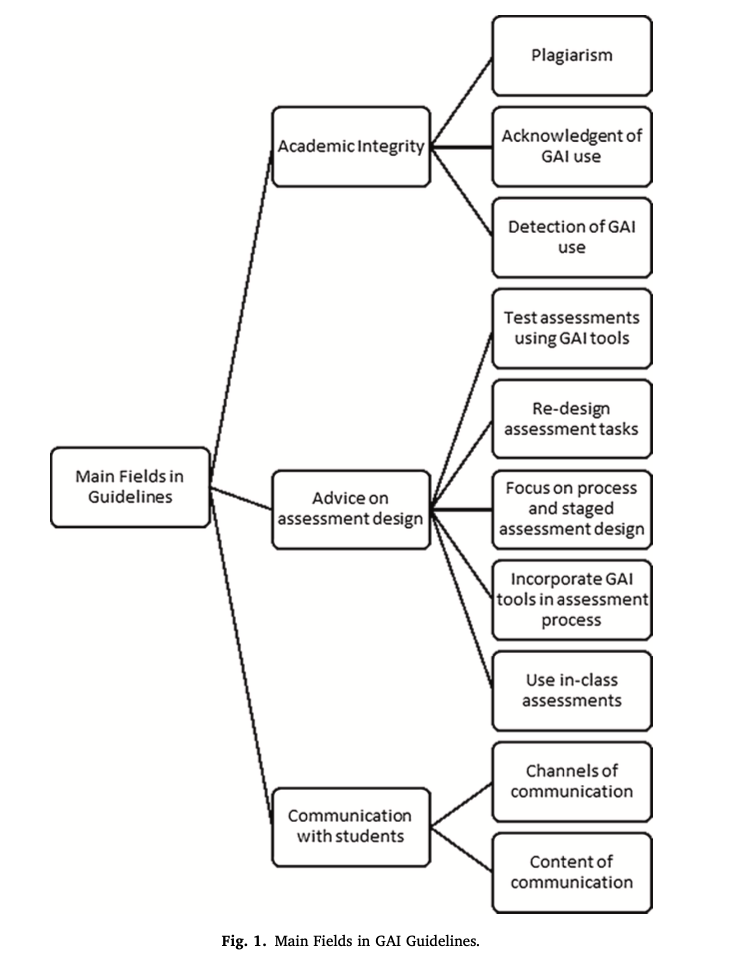 Plagiarism
Academic Integrity
Acknowledgent of
GAI use
Detection of GAI
use
Test assessments
using GAI tools
Re-design
assessment tasks
Main Fields in
Guidelines
Advice on
assessment design
Focus on process
and staged
assessment design
Incorporate GAI
tools in assessment
process
Use in-class
assessments
Channels of
communication
Communication
with students
Content of
communication
Fig. 1. Main Fields in GAI Guidelines.